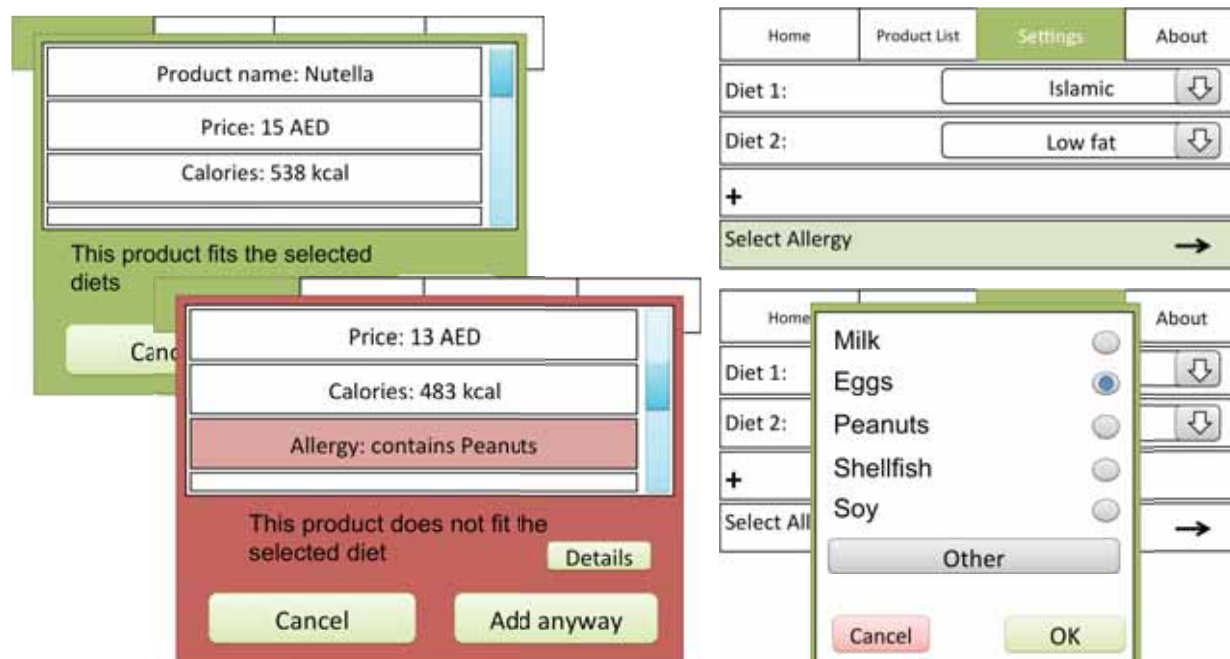 Product name: Nutella
Price: 15 AED
Calories: 538 kcal
This product fits the selected
diets
Price: 13 AED
Calories: 483 kcal
Allergy: contains Peanuts
This product does not fit the
selected diet
Details
Cancel
Add anyway
Home
Product List
Settings
About
Diet 1:
Islamic
Diet 2:
Low fat
+
Select Allergy
Home
About
Diet 1:
Diet 2:
+
Milk
Eggs
Peanuts
Shellfish
Soy
Other
Cancel
OK